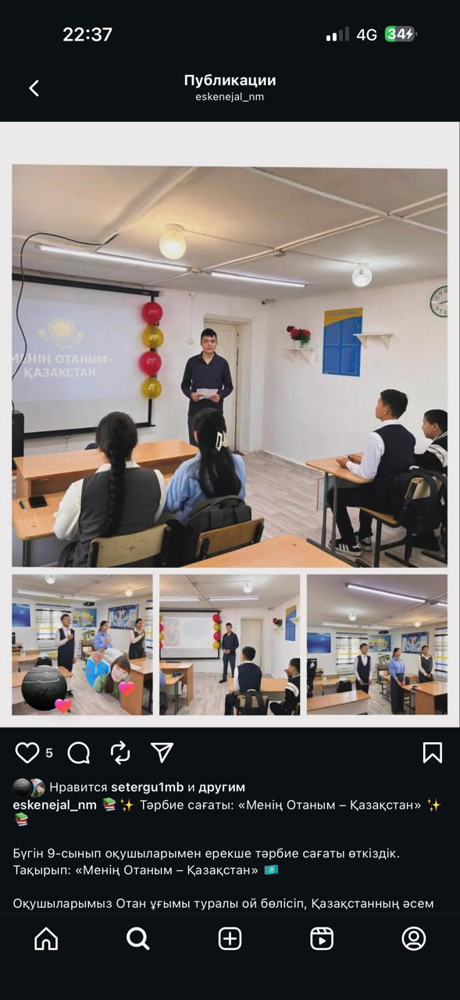 22:37
4G
34
Публикации
eskenejal_nm
МЕНІҢ ОТАНЫМ–
ҚАЗАКСТАН
5
Нравится setergu1mb и другим
eskenejal_nm 📚✨ Тәрбие сағаты: «Менің Отаным – Қазақстан» ✨
📚
Бүгін 9-сынып оқушыларымен ерекше тәрбие сағаты өткіздік.
Тақырып: «Менің Отаным – Қазақстан» 🇰🇿
Оқушыларымыз Отан ұғымы туралы ой бөлісіп, Қазақстанның әсем